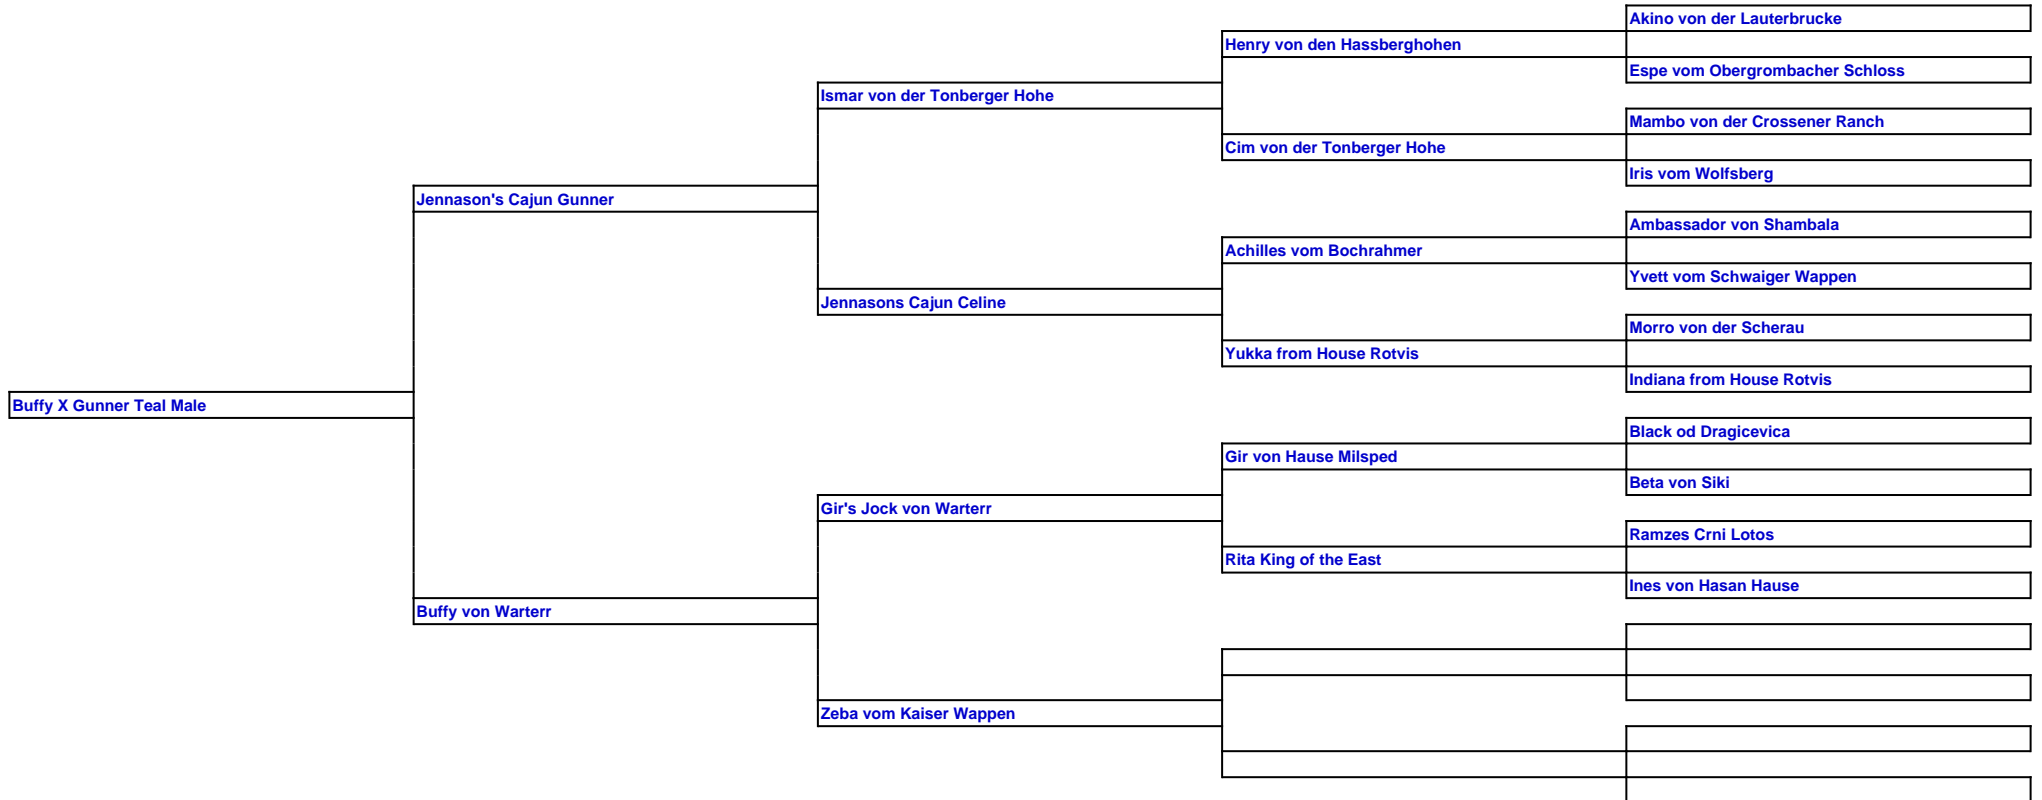 Akino von der Lauterbrucke
Henry von den Hassberghohen
Espe vom Obergrombacher Schloss
Ismar von der Tonberger Hohe
Mambo von der Crossener Ranch
Cim von der Tonberger Hohe
Iris vom Wolfsberg
Jennason's Cajun Gunner
Ambassador von Shambala
Achilles vom Bochrahmer
Yvett vom Schwaiger Wappen
Jennasons Cajun Celine
Morro von der Scherau
Yukka from House Rotvis
Indiana from House Rotvis
Buffy X Gunner Teal Male
Black od Dragicevica
Gir von Hause Milsped
Beta von Siki
Gir's Jock von Warterr
Ramzes Crni Lotos
Rita King of the East
Ines von Hasan Hause
Buffy von Warterr
Zeba vom Kaiser Wappen